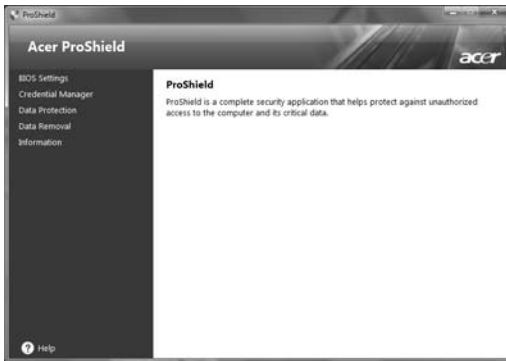 ProShield
Acer ProShield
acer
BIOS Settings
Credential Manager
Data Protection
Data Removal
Information
ProShield
ProShield is a complete security application that helps protect against unauthorized
access to the computer and its critical data.
? Help